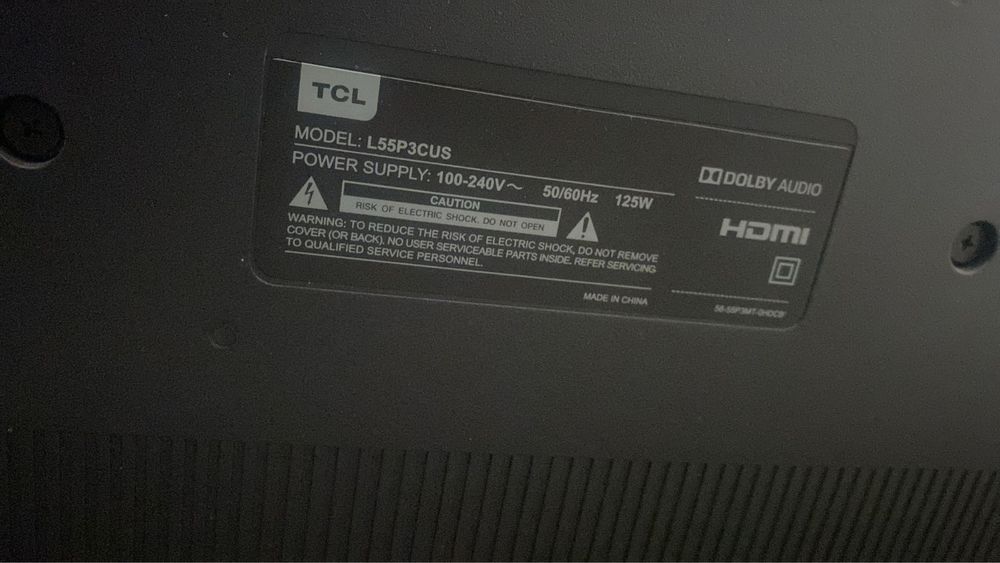 TCL
MODEL: L55P3CUS
POWER SUPPLY: 100-240V～ 50/60Hz 125W
CAUTION
RISK OF ELECTRIC SHOCK. DO NOT OPEN
WARNING: TO REDUCE THE RISK OF ELECTRIC SHOCK, DO NOT REMOVE
COVER (OR BACK). NO USER SERVICEABLE PARTS INSIDE. REFER SERVICING
TO QUALIFIED SERVICE PERSONNEL.
MADE IN CHINA
DOLBY AUDIO
HDMI